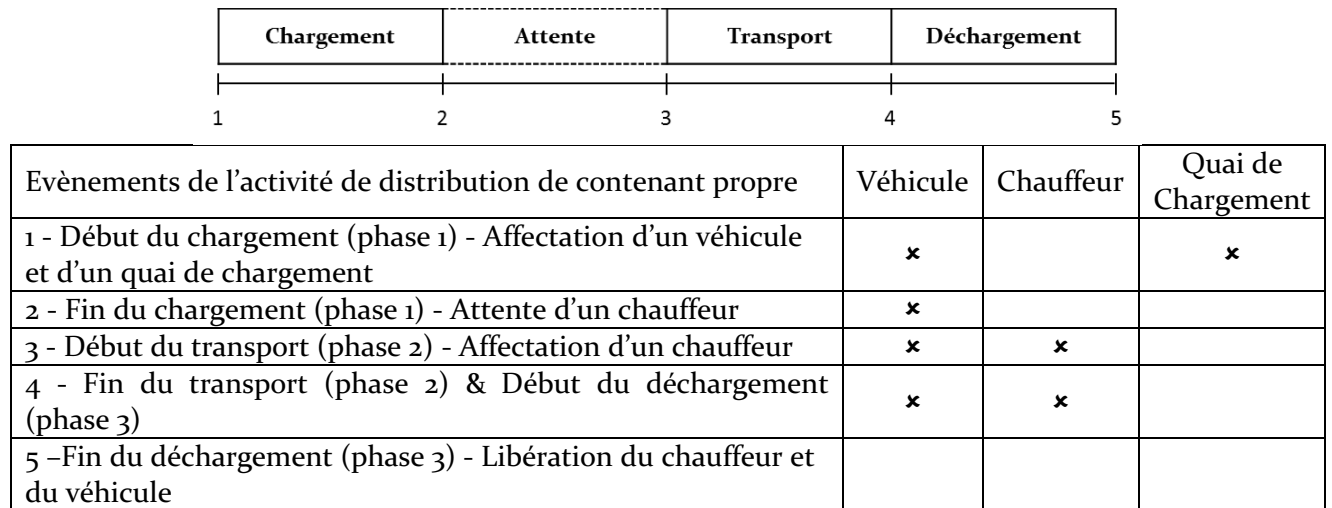 Chargement Attente Transport Déchargement
1 2 3 4 5
Evènements de l'activité de distribution de contenant propre Véhicule Chauffeur Quai de
Chargement
1 - Début du chargement (phase 1) - Affectation d'un véhicule
et d'un quai de chargement
× ×
2 - Fin du chargement (phase 1) - Attente d'un chauffeur ×
3 - Début du transport (phase 2) - Affectation d'un chauffeur × ×
4 - Fin du transport (phase 2) & Début du déchargement
(phase 3)
× ×
5 –Fin du déchargement (phase 3) - Libération du chauffeur et
du véhicule